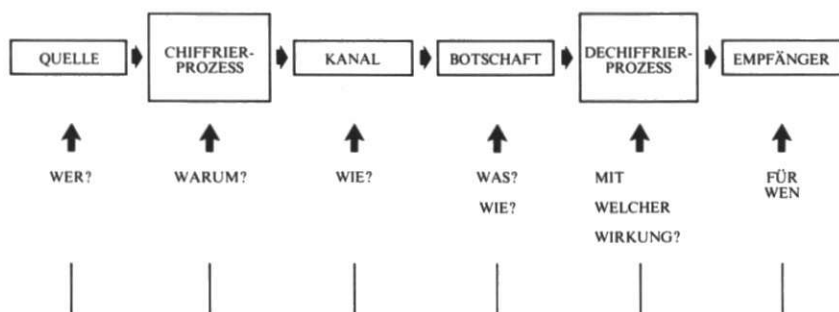 QUELLE
CHIFFRIER-
PROZESS
KANAL
BOTSCHAFT
DECHIFFRIER-
PROZESS
EMPFÄNGER
WER?
WARUM?
WIE?
WAS?
WIE?
MIT
WELCHER
WIRKUNG?
FÜR
WEN